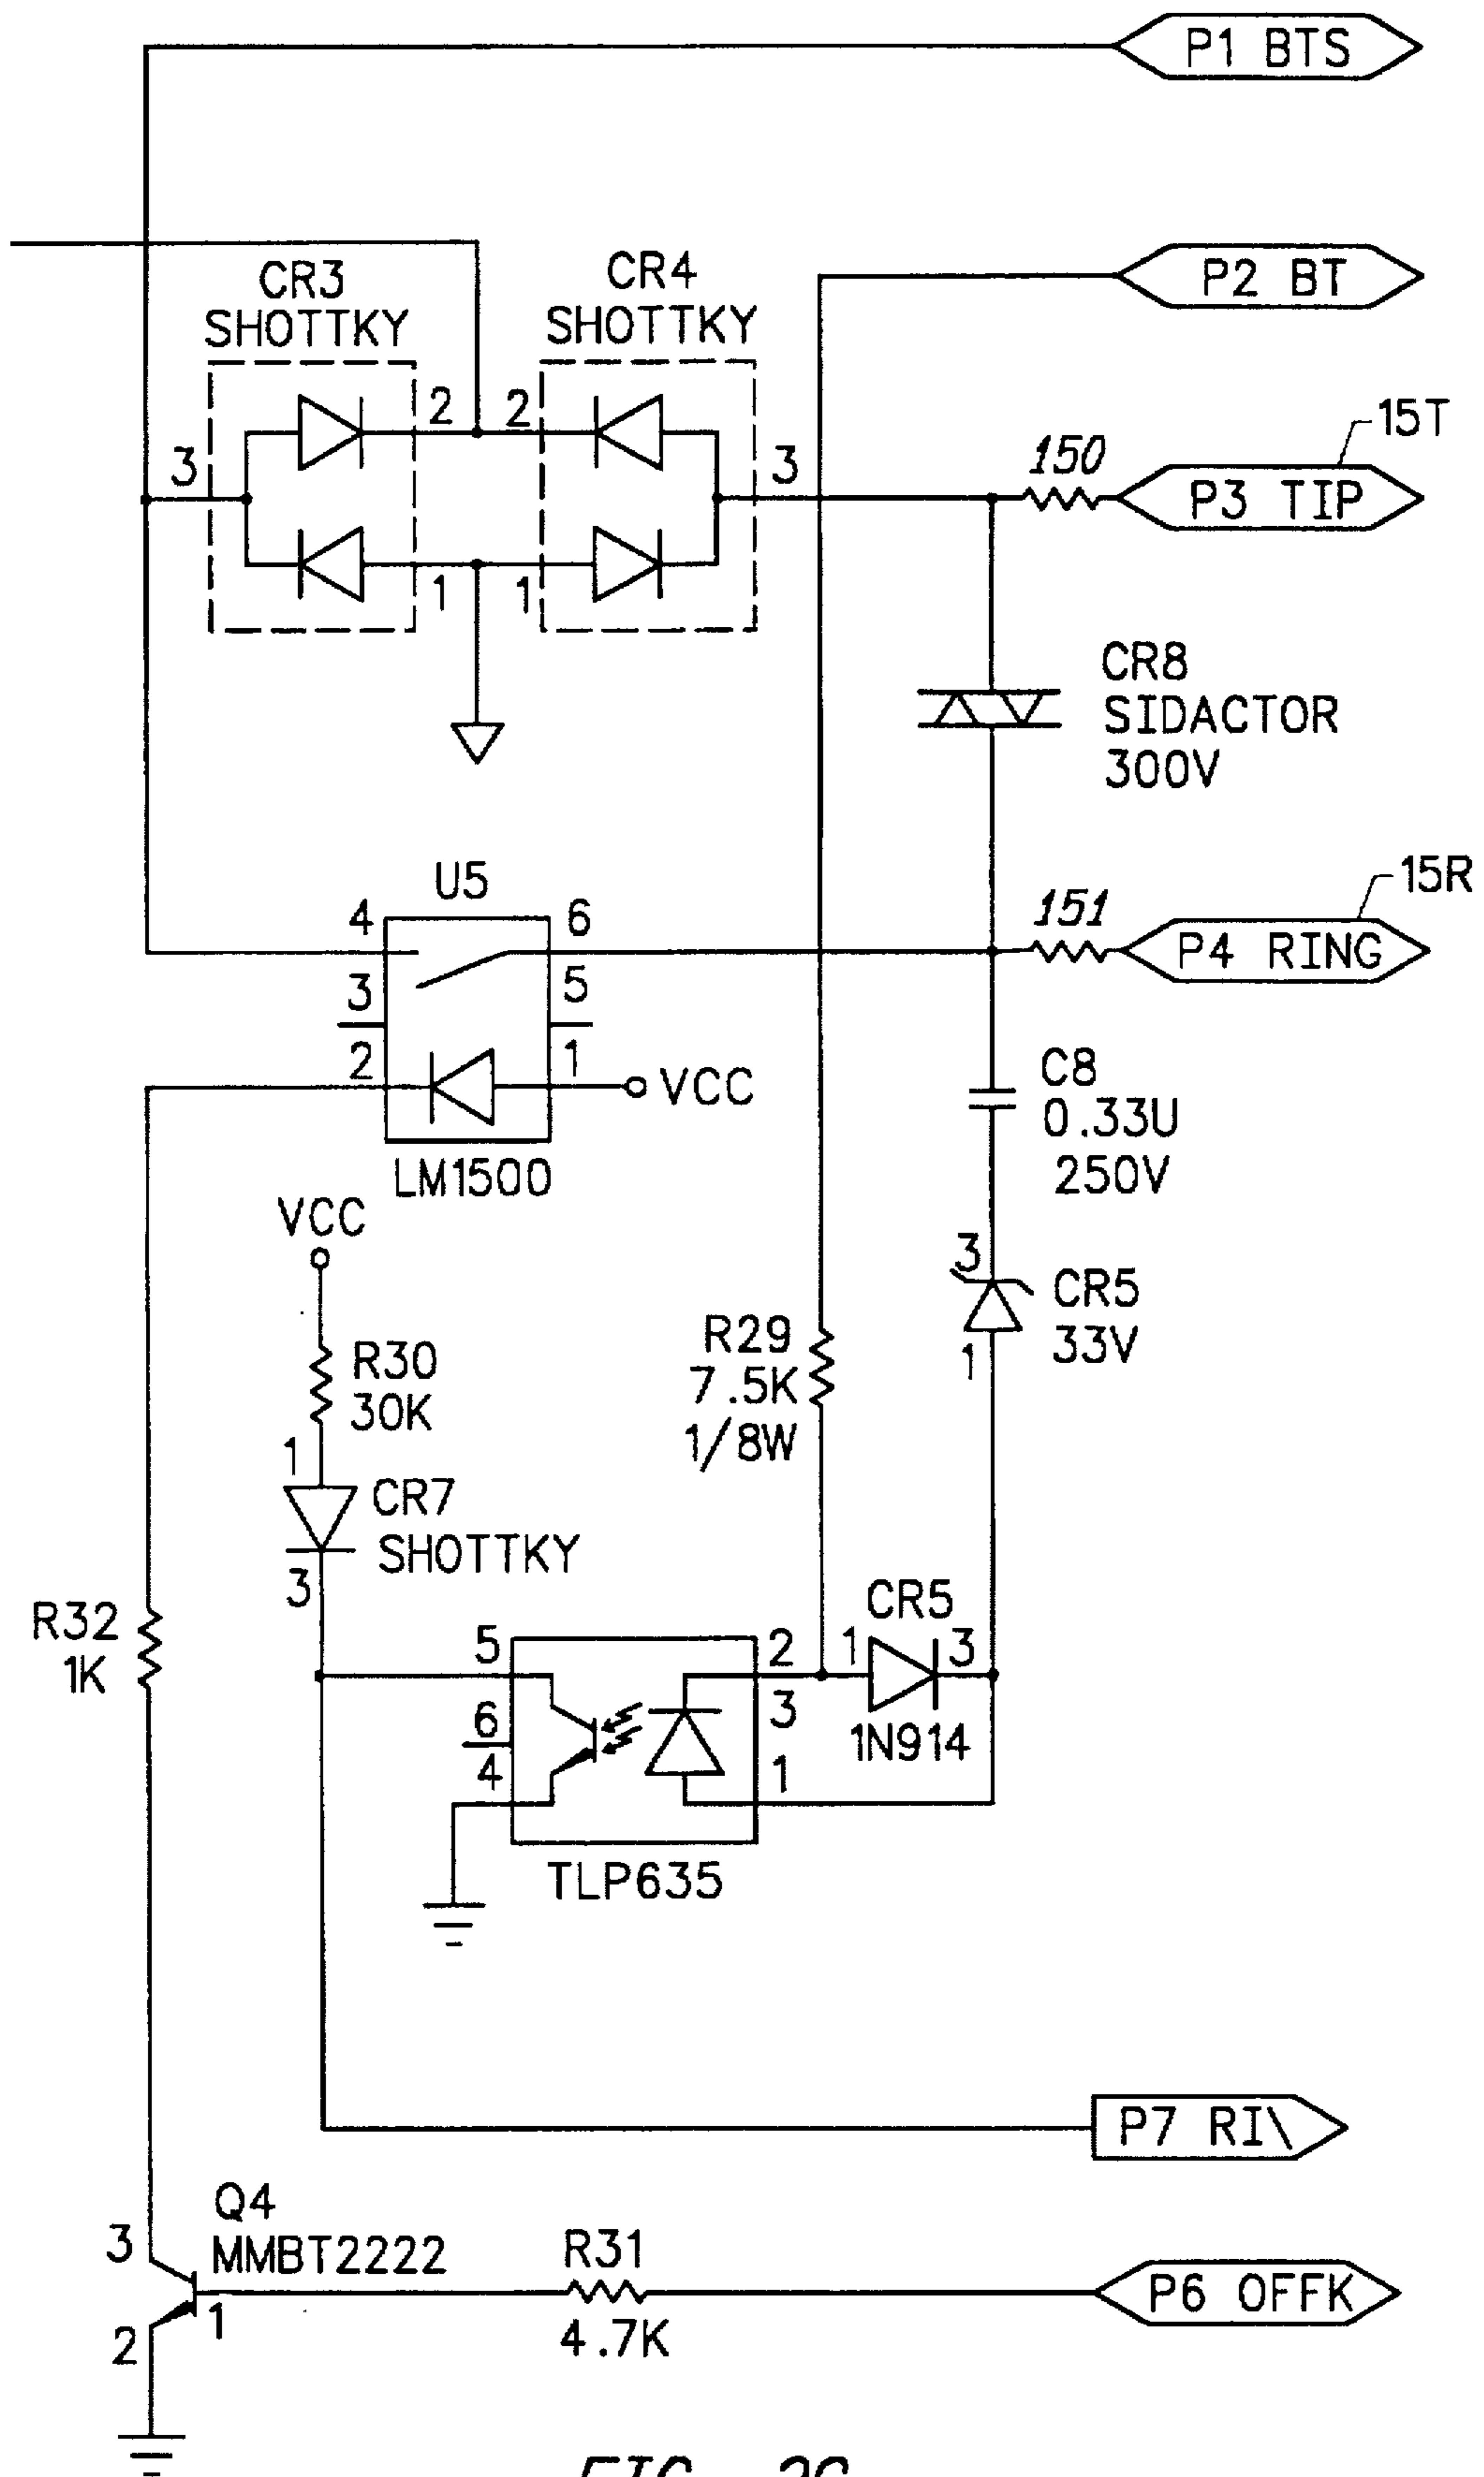 P1 BTS
CR3
SHOTTKY
CR4
SHOTTKY
P2 BT
15T
2
2
3
3
150
P3 TIP
1
1
CR8
SIDACTOR
300V
U5
15R
4
6
151
P4 RING
3
5
2
1
VCC
LM1500
C8
0.33U
250V
VCC
3
CR5
33V
1
R29
7.5K
1/8W
R30
30K
1
CR7
SHOTTKY
3
R32
1K
CR5
5
2
1
3
6
3
1N914
4
1
TLP635
P7 RI\
Q4
MMBT2222
3
R31
P6 OFFK
1
4.7K
2